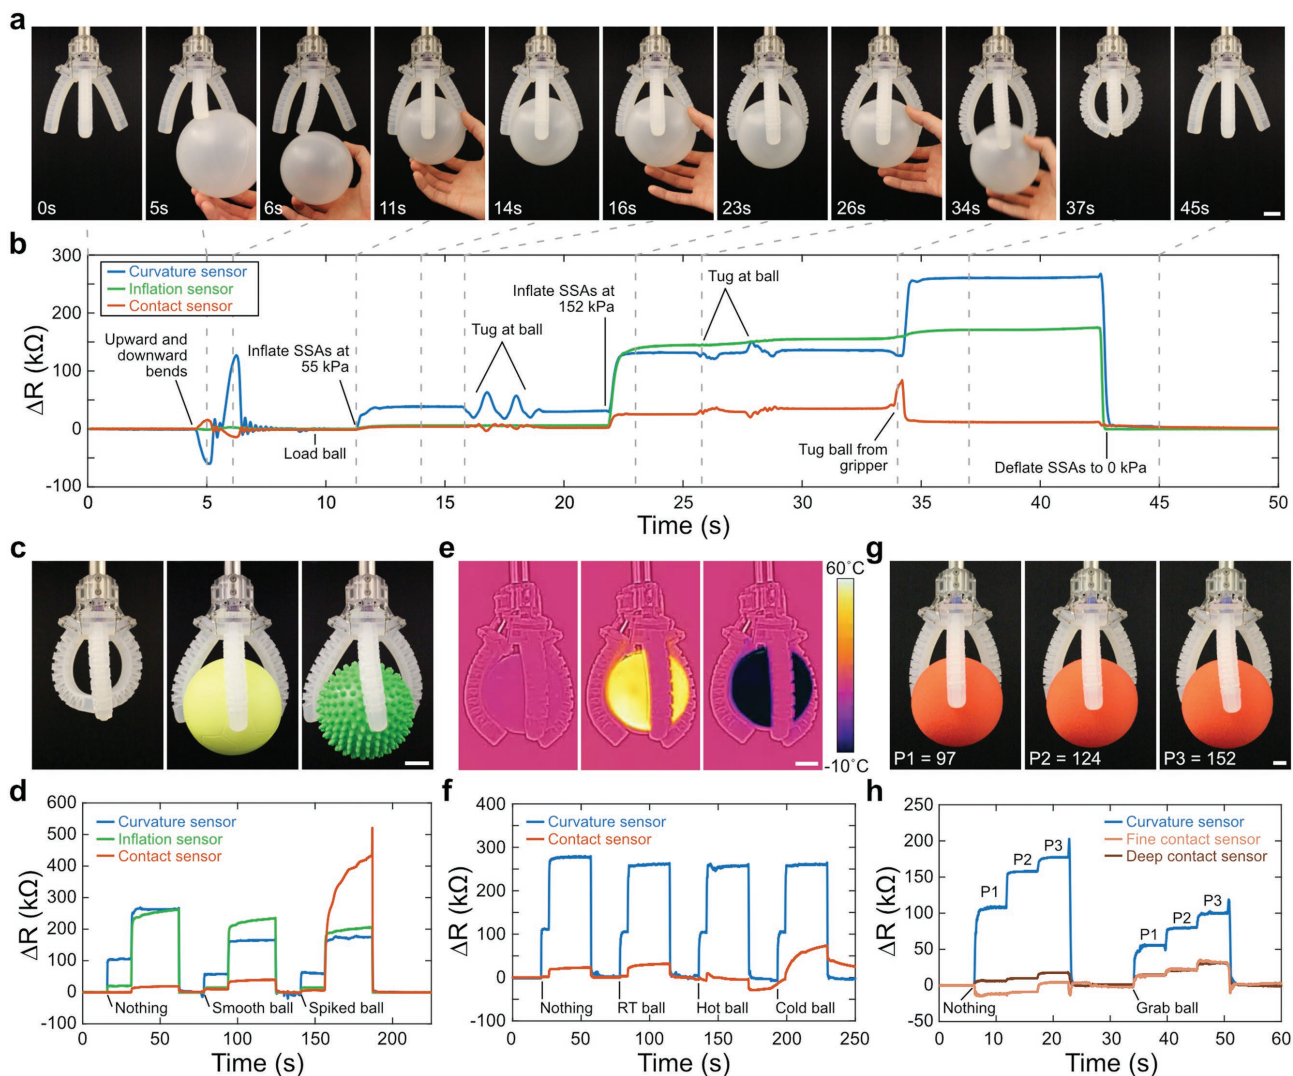 a
0s
5s
6s
11s
14s
16s
23s
26s
34s
37s
45s
b
300
200
100
0
-100
ΔR (kΩ)
Curvature sensor
Inflation sensor
Contact sensor
Upward and
downward
bends
Inflate SSAs at
55 kPa
Load ball
Tug at ball
Inflate SSAs at
152 kPa
Tug at ball
Tug ball from
gripper
Deflate SSAs to 0 kPa
0
5
10
15
20
25
30
35
40
45
50
Time (s)
c
d
600
500
400
300
200
100
0
-100
ΔR (kΩ)
Curvature sensor
Inflation sensor
Contact sensor
Nothing
Smooth ball
Spiked ball
0
50
100
150
200
Time (s)
e
60°C
-10°C
f
400
300
200
100
0
-100
ΔR (kΩ)
Curvature sensor
Contact sensor
Nothing
RT ball
Hot ball
Cold ball
0
50
100
150
200
250
Time (s)
g
P1 = 97
P2 = 124
P3 = 152
h
250
200
150
100
50
0
-50
ΔR (kΩ)
Curvature sensor
Fine contact sensor
Deep contact sensor
P1
P2
P3
P1
P2
P3
Nothing
Grab ball
0
10
20
30
40
50
60
Time (s)